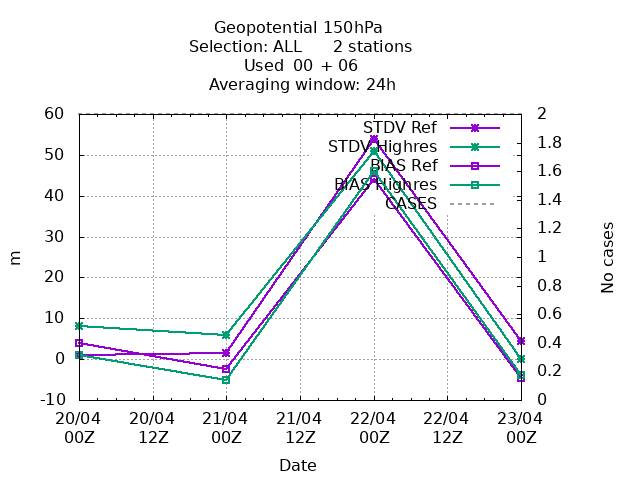 Geopotential 150hPa
Selection: ALL 2 stations
Used 00 + 06
Averaging window: 24h
60
50
40
30
20
10
0
-10
m
2
1.8
1.6
1.4
1.2
1
0.8
0.6
0.4
0.2
0
No cases
STDV Ref
STDV Highres
BIAS Ref
BIAS Highres
CASES
20/04 20/04 21/04 21/04 22/04 22/04 23/04
00Z 12Z 00Z 12Z 00Z 12Z 00Z
Date